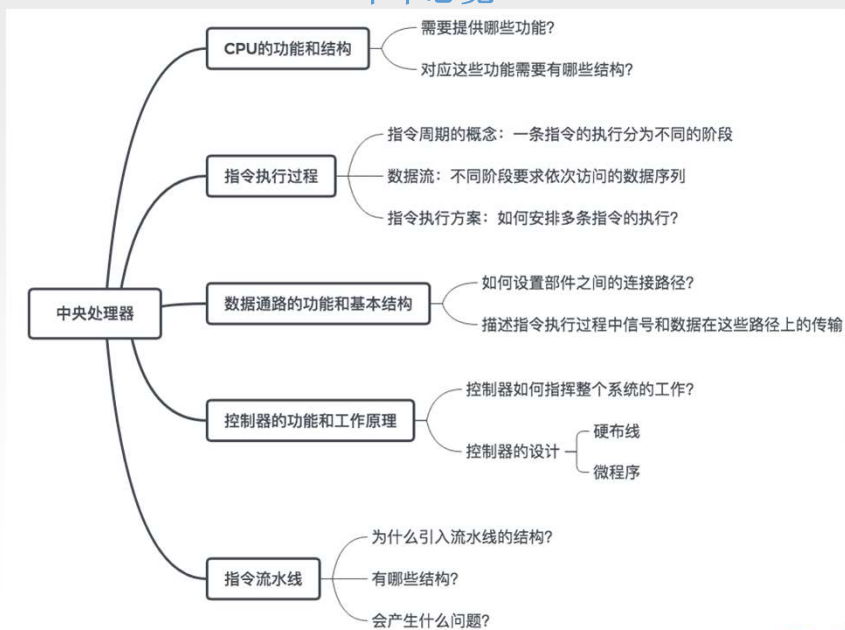 CPU的功能和结构
需要提供哪些功能?
对应这些功能需要有哪些结构?
指令执行过程
指令周期的概念：一条指令的执行分为不同的阶段
数据流：不同阶段要求依次访问的数据序列
指令执行方案：如何安排多条指令的执行?
中央处理器
数据通路的功能和基本结构
如何设置部件之间的连接路径?
描述指令执行过程中信号和数据在这些路径上的传输
控制器的功能和工作原理
控制器如何指挥整个系统的工作?
控制器的设计
硬布线
微程序
指令流水线
为什么引入流水线的结构?
有哪些结构?
会产生什么问题?